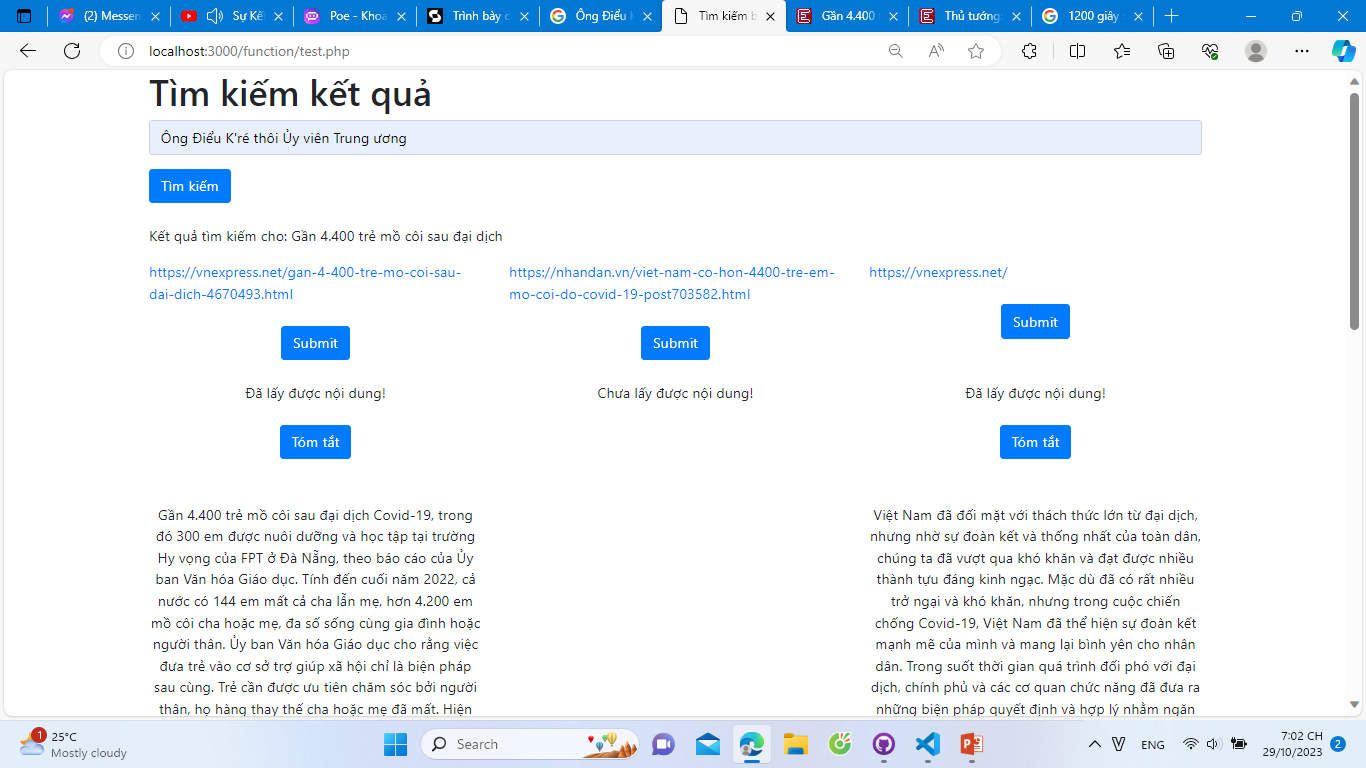 (2) Messen
Sự Kế
Poe - Khoa
Trình bày c
Ông Điểu
Tìm kiếm b
Gần 4.400
Thủ tướng
1200 giây
localhost:3000/function/test.php
Tìm kiếm kết quả
Ông Điểu K'ré thôi Ủy viên Trung ương
Tìm kiếm
Kết quả tìm kiếm cho: Gần 4.400 trẻ mồ côi sau đại dịch
https://vnexpress.net/gan-4-400-tre-mo-coi-sau-
dai-dich-4670493.html
Submit
Đã lấy được nội dung!
Tóm tắt
Gần 4.400 trẻ mồ côi sau đại dịch Covid-19, trong
đó 300 em được nuôi dưỡng và học tập tại trường
Hy vọng của FPT ở Đà Nẵng, theo báo cáo của Ủy
ban Văn hóa Giáo dục. Tính đến cuối năm 2022, cả
nước có 144 em mất cả cha lẫn mẹ, hơn 4.200 em
mồ côi cha hoặc mẹ, đa số sống cùng gia đình hoặc
người thân. Ủy ban Văn hóa Giáo dục cho rằng việc
đưa trẻ vào cơ sở trợ giúp xã hội chỉ là biện pháp
sau cùng. Trẻ cần được ưu tiên chăm sóc bởi người
thân, họ hàng thay thế cha hoặc mẹ đã mất. Hiện
https://nhandan.vn/viet-nam-co-hon-4400-tre-em-
mo-coi-do-covid-19-post703582.html
Submit
Chưa lấy được nội dung!
https://vnexpress.net/
Submit
Đã lấy được nội dung!
Tóm tắt
Việt Nam đã đối mặt với thách thức lớn từ đại dịch,
nhưng nhờ sự đoàn kết và thống nhất của toàn dân,
chúng ta đã vượt qua khó khăn và đạt được nhiều
thành tựu đáng kinh ngạc. Mặc dù đã có rất nhiều
trở ngại và khó khăn, nhưng trong cuộc chiến
chống Covid-19, Việt Nam đã thể hiện sự đoàn kết
mạnh mẽ của mình và mang lại bình yên cho nhân
dân. Trong suốt thời gian quá trình đối phó với đại
dịch, chính phủ và các cơ quan chức năng đã đưa ra
những biện pháp quyết định và hợp lý nhằm ngăn
1
25°C
Mostly cloudy
Search
ENG
7:02 CH
29/10/2023
2